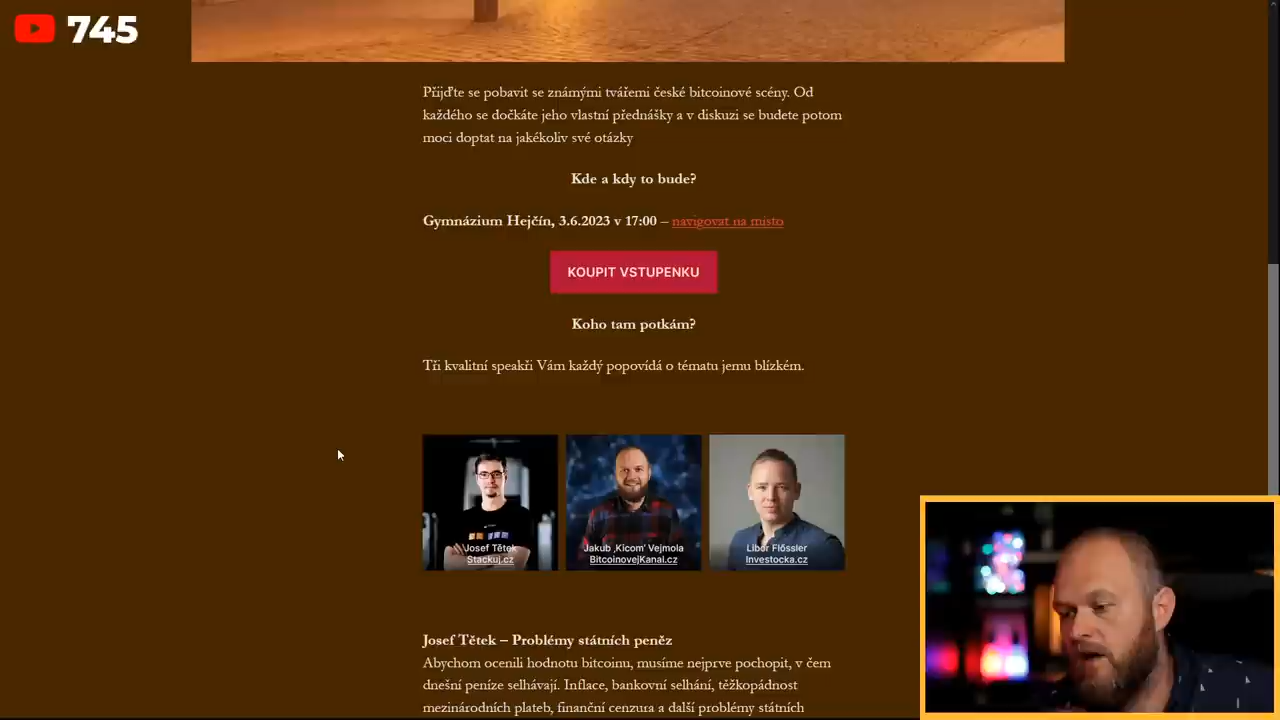 745
Přijďte se pobavit se známými tvářemi české bitcoinové scény. Od
každého se dočkáte jeho vlastní přednášky a v diskuzi se budete potom
moci doptat na jakékoliv své otázky
Kde a kdy to bude?
Gymnázium Hejčín, 3.6.2023 v 17:00 – navigovat na místo
KOUPIT VSTUPENKU
Koho tam potkám?
Tři kvalitní speakři Vám každý popovídá o tématu jemu blízkém.
Josef Tětek
Stackuj.cz
Jakub ‚Kicom' Vejmola
BitcoinovejKanal.cz
Libor Flössler
Investocka.cz
Josef Tětek – Problémy státních peněz
Abychom ocenili hodnotu bitcoinu, musíme nejprve pochopit, v čem
dnešní peníze selhávají. Inflace, bankovní selhání, těžkopádnost
mezinárodních plateb, finanční cenzura a další problémy státních